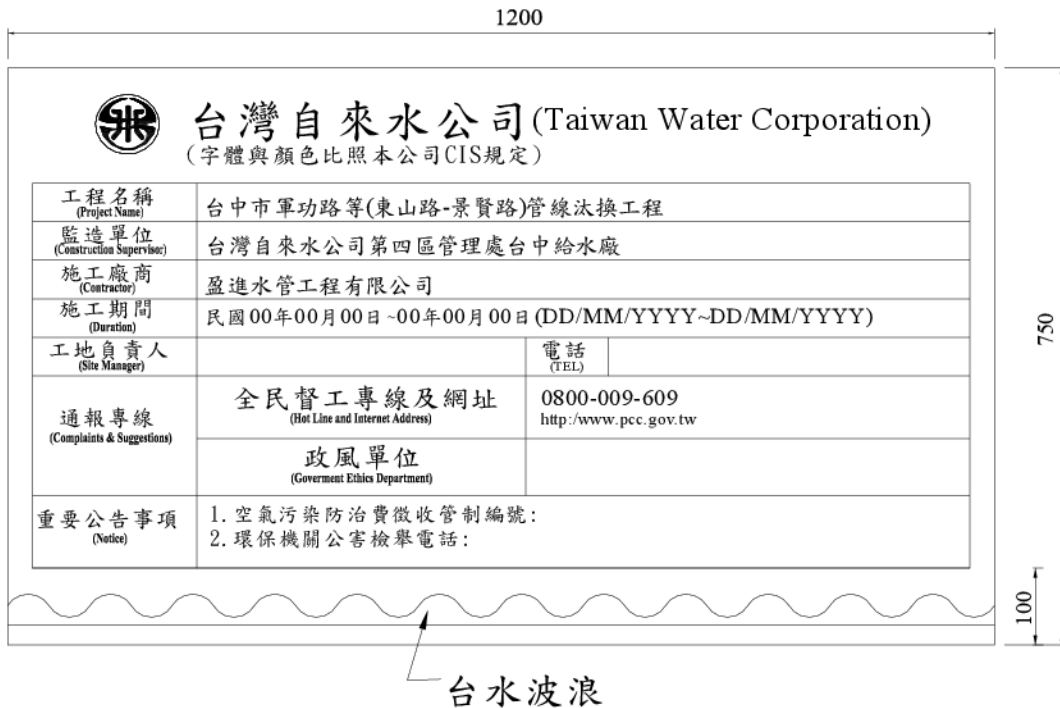 1200
台灣自來水公司(Taiwan Water Corporation)
(字體與顏色比照本公司CIS規定)
工程名稱
(Project Name)
台中市軍功路等(東山路-景賢路)管線汰換工程
監造單位
(Construction Supervisor)
台灣自來水公司第四區管理處台中給水廠
施工廠商
(Contractor)
盈進水管工程有限公司
施工期間
(Duration)
民國00年00月00日~00年00月00日(DD/MM/YYYY~DD/MM/YYYY)
工地負責人
(Site Manager)
電話
(TEL)
通報專線
(Complaints & Suggestions)
全民督工專線及網址
(Hot Line and Internet Address)
0800-009-609
http:/www.pcc.gov.tw
政風單位
(Goverment Ethics Department)
重要公告事項
(Notice)
1.空氣污染防治費徵收管制編號:
2.環保機關公害檢舉電話:
750
100
台水波浪